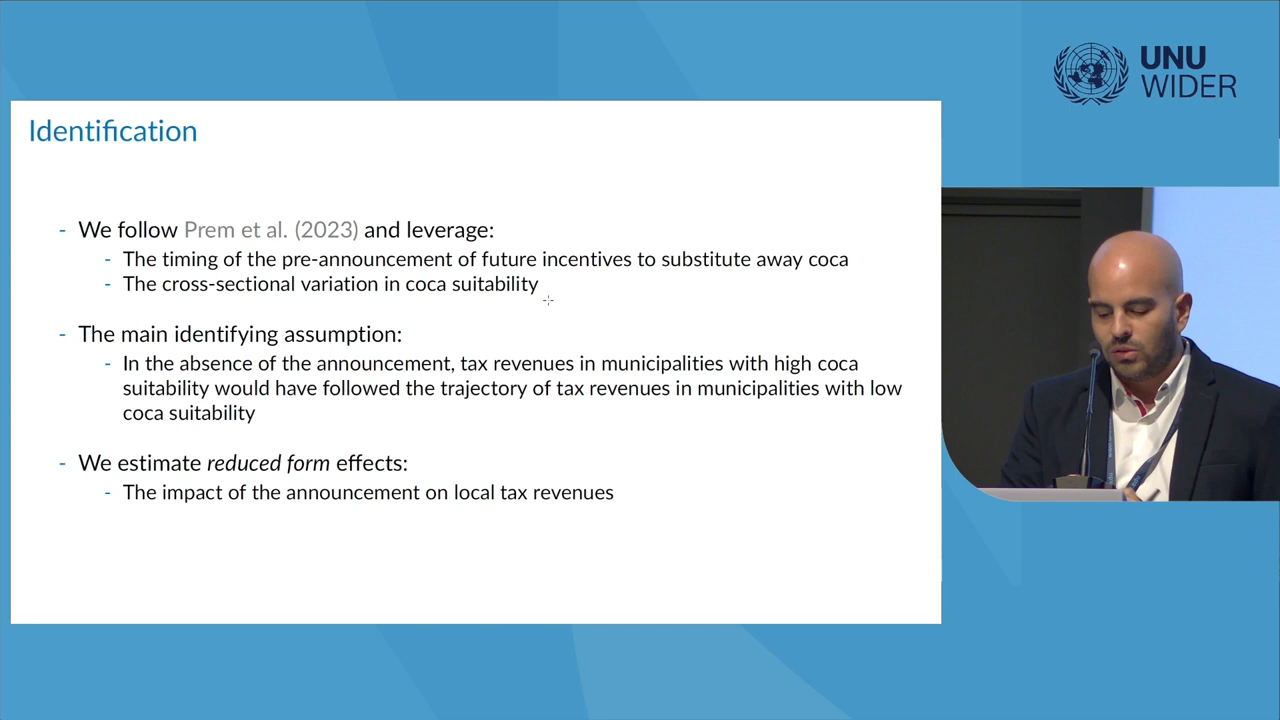 UNU
WIDER
Identification
- We follow Prem et al. (2023) and leverage:
- The timing of the pre-announcement of future incentives to substitute away coca
- The cross-sectional variation in coca suitability
- The main identifying assumption:
- In the absence of the announcement, tax revenues in municipalities with high coca
suitability would have followed the trajectory of tax revenues in municipalities with low
coca suitability
- We estimate reduced form effects:
- The impact of the announcement on local tax revenues